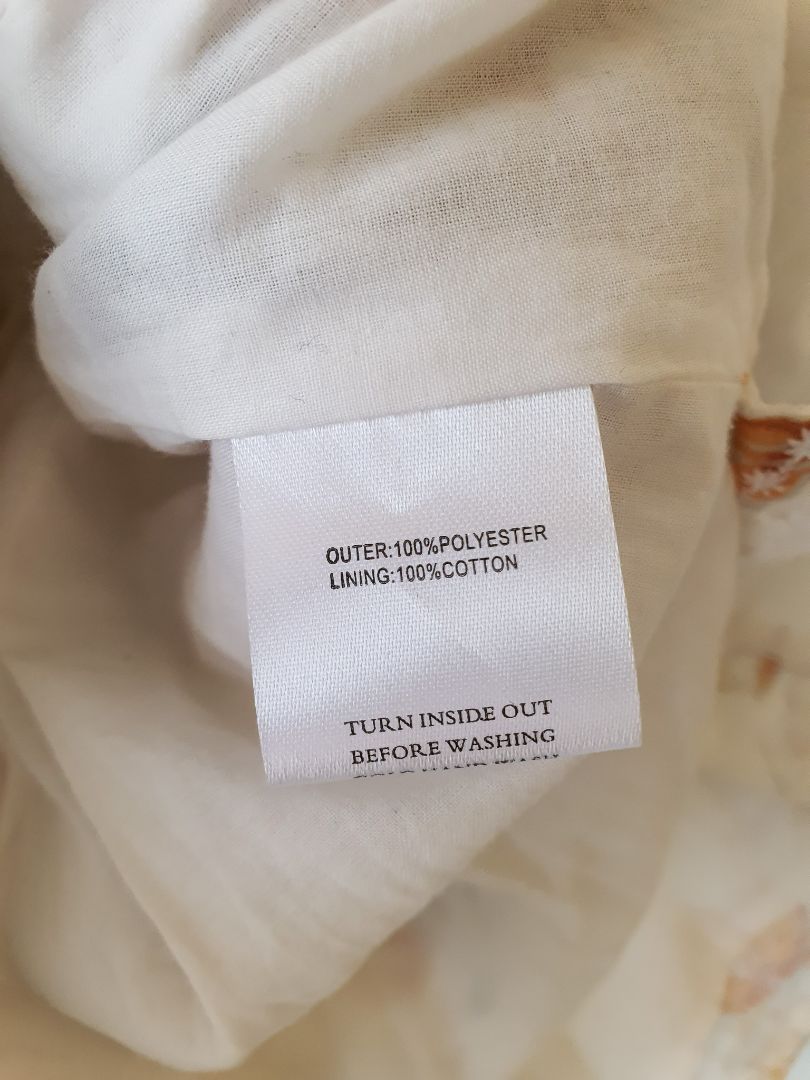 OUTER:100%POLYESTER
LINING:100%COTTON
TURN INSIDE OUT
BEFORE WASHING